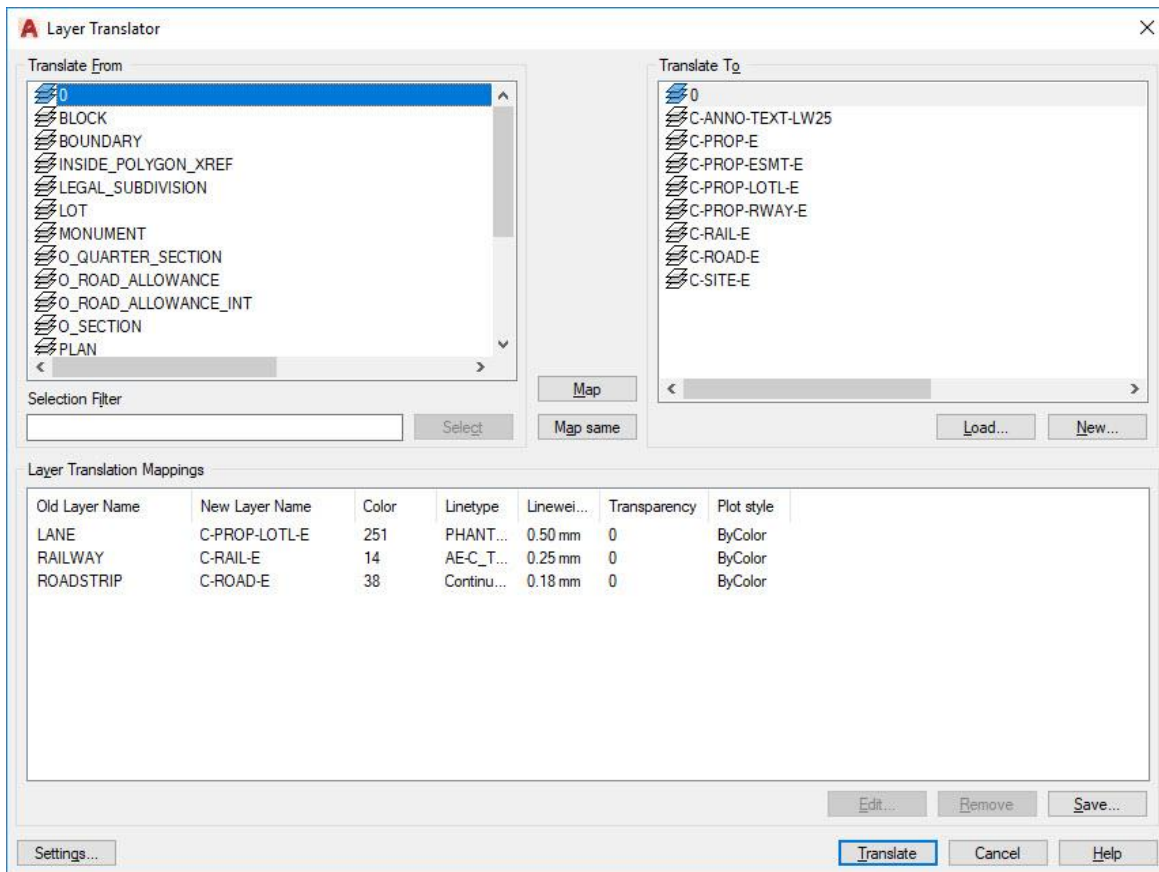 Layer Translator
Translate From
0
BLOCK
BOUNDARY
INSIDE_POLYGON_XREF
LEGAL_SUBDIVISION
LOT
MONUMENT
O_QUARTER_SECTION
O_ROAD_ALLOWANCE
O_ROAD_ALLOWANCE_INT
O_SECTION
PLAN
Selection Filter
Select
Map
Map same
Translate To
0
C-ANNO-TEXT-LW25
C-PROP-E
C-PROP-ESMT-E
C-PROP-LOTL-E
C-PROP-RWAY-E
C-RAIL-E
C-ROAD-E
C-SITE-E
Load... New...
Layer Translation Mappings
Old Layer Name New Layer Name Color Linetype Linewei... Transparency Plot style
LANE C-PROP-LOTL-E 251 PHANT... 0.50 mm 0 ByColor
RAILWAY C-RAIL-E 14 AE-C_T... 0.25 mm 0 ByColor
ROADSTRIP C-ROAD-E 38 Continu... 0.18 mm 0 ByColor
Edit... Remove Save...
Settings... Translate Cancel Help